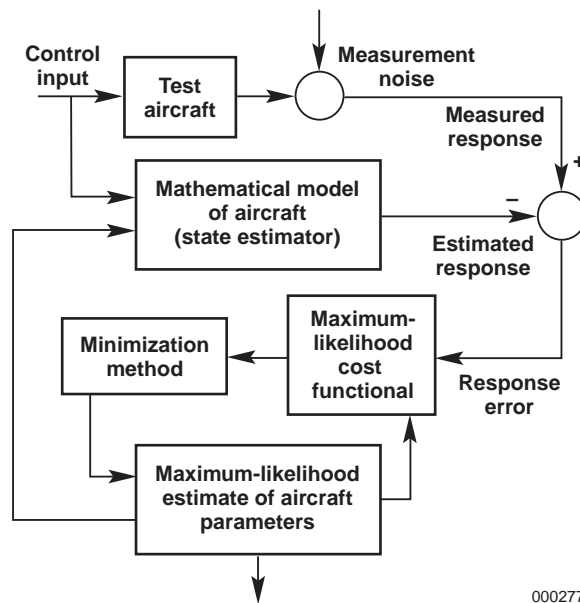 Control
input
Test
aircraft
Measurement
noise
Measured
response
+
Mathematical model
of aircraft
(state estimator)
–
Estimated
response
Maximum-
likelihood
cost
functional
Minimization
method
Response
error
Maximum-likelihood
estimate of aircraft
parameters
000277